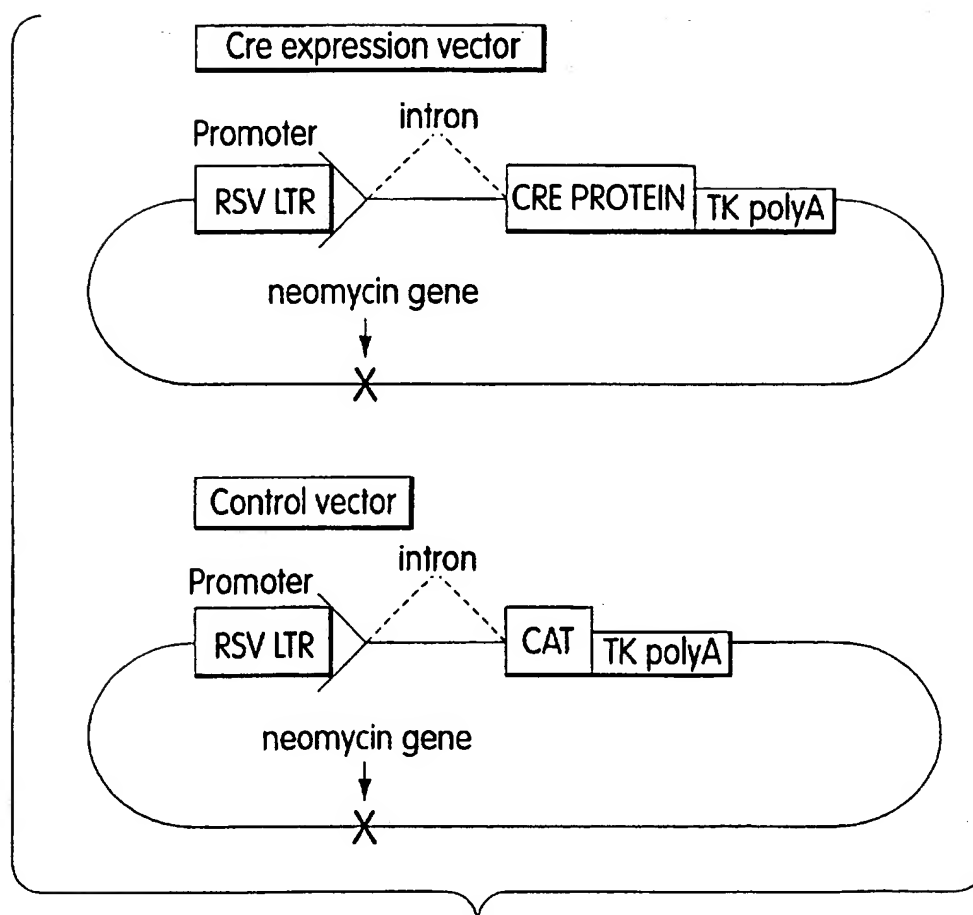 Cre expression vector
intron
Promoter
RSV LTR
CRE PROTEIN
TK polyA
neomycin gene
X
Control vector
intron
Promoter
RSV LTR
CAT
TK polyA
neomycin gene
X